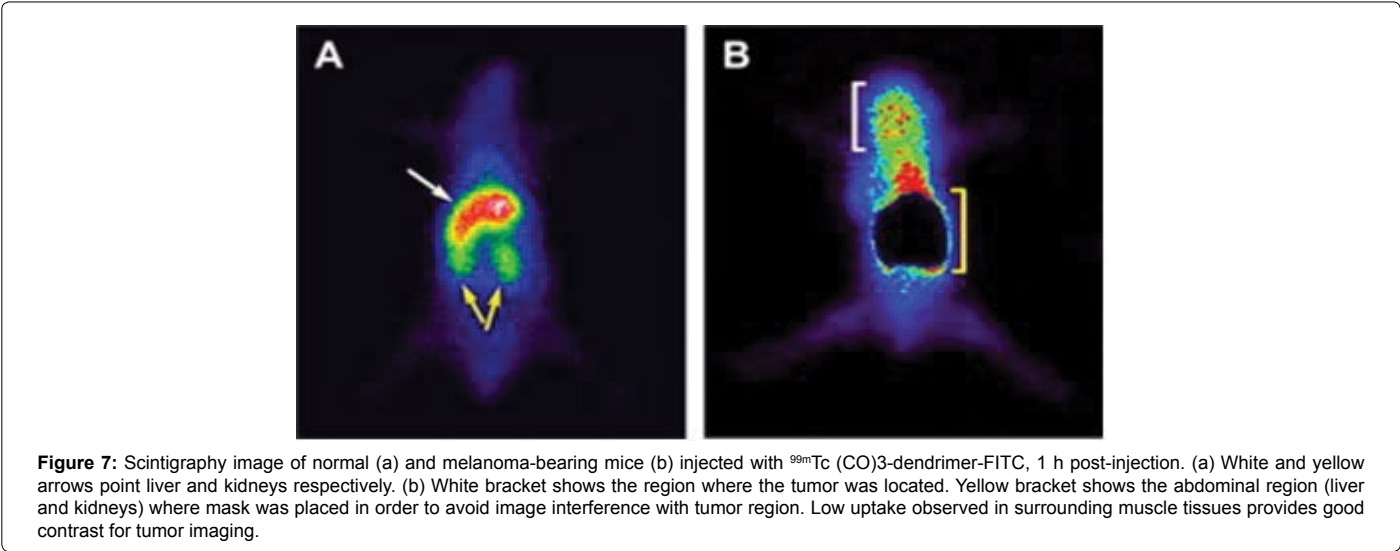 A
B
Figure 7: Scintigraphy image of normal (a) and melanoma-bearing mice (b) injected with ⁹⁹ᵐTc (CO)3-dendrimer-FITC, 1 h post-injection. (a) White and yellow
arrows point liver and kidneys respectively. (b) White bracket shows the region where the tumor was located. Yellow bracket shows the abdominal region (liver
and kidneys) where mask was placed in order to avoid image interference with tumor region. Low uptake observed in surrounding muscle tissues provides good
contrast for tumor imaging.